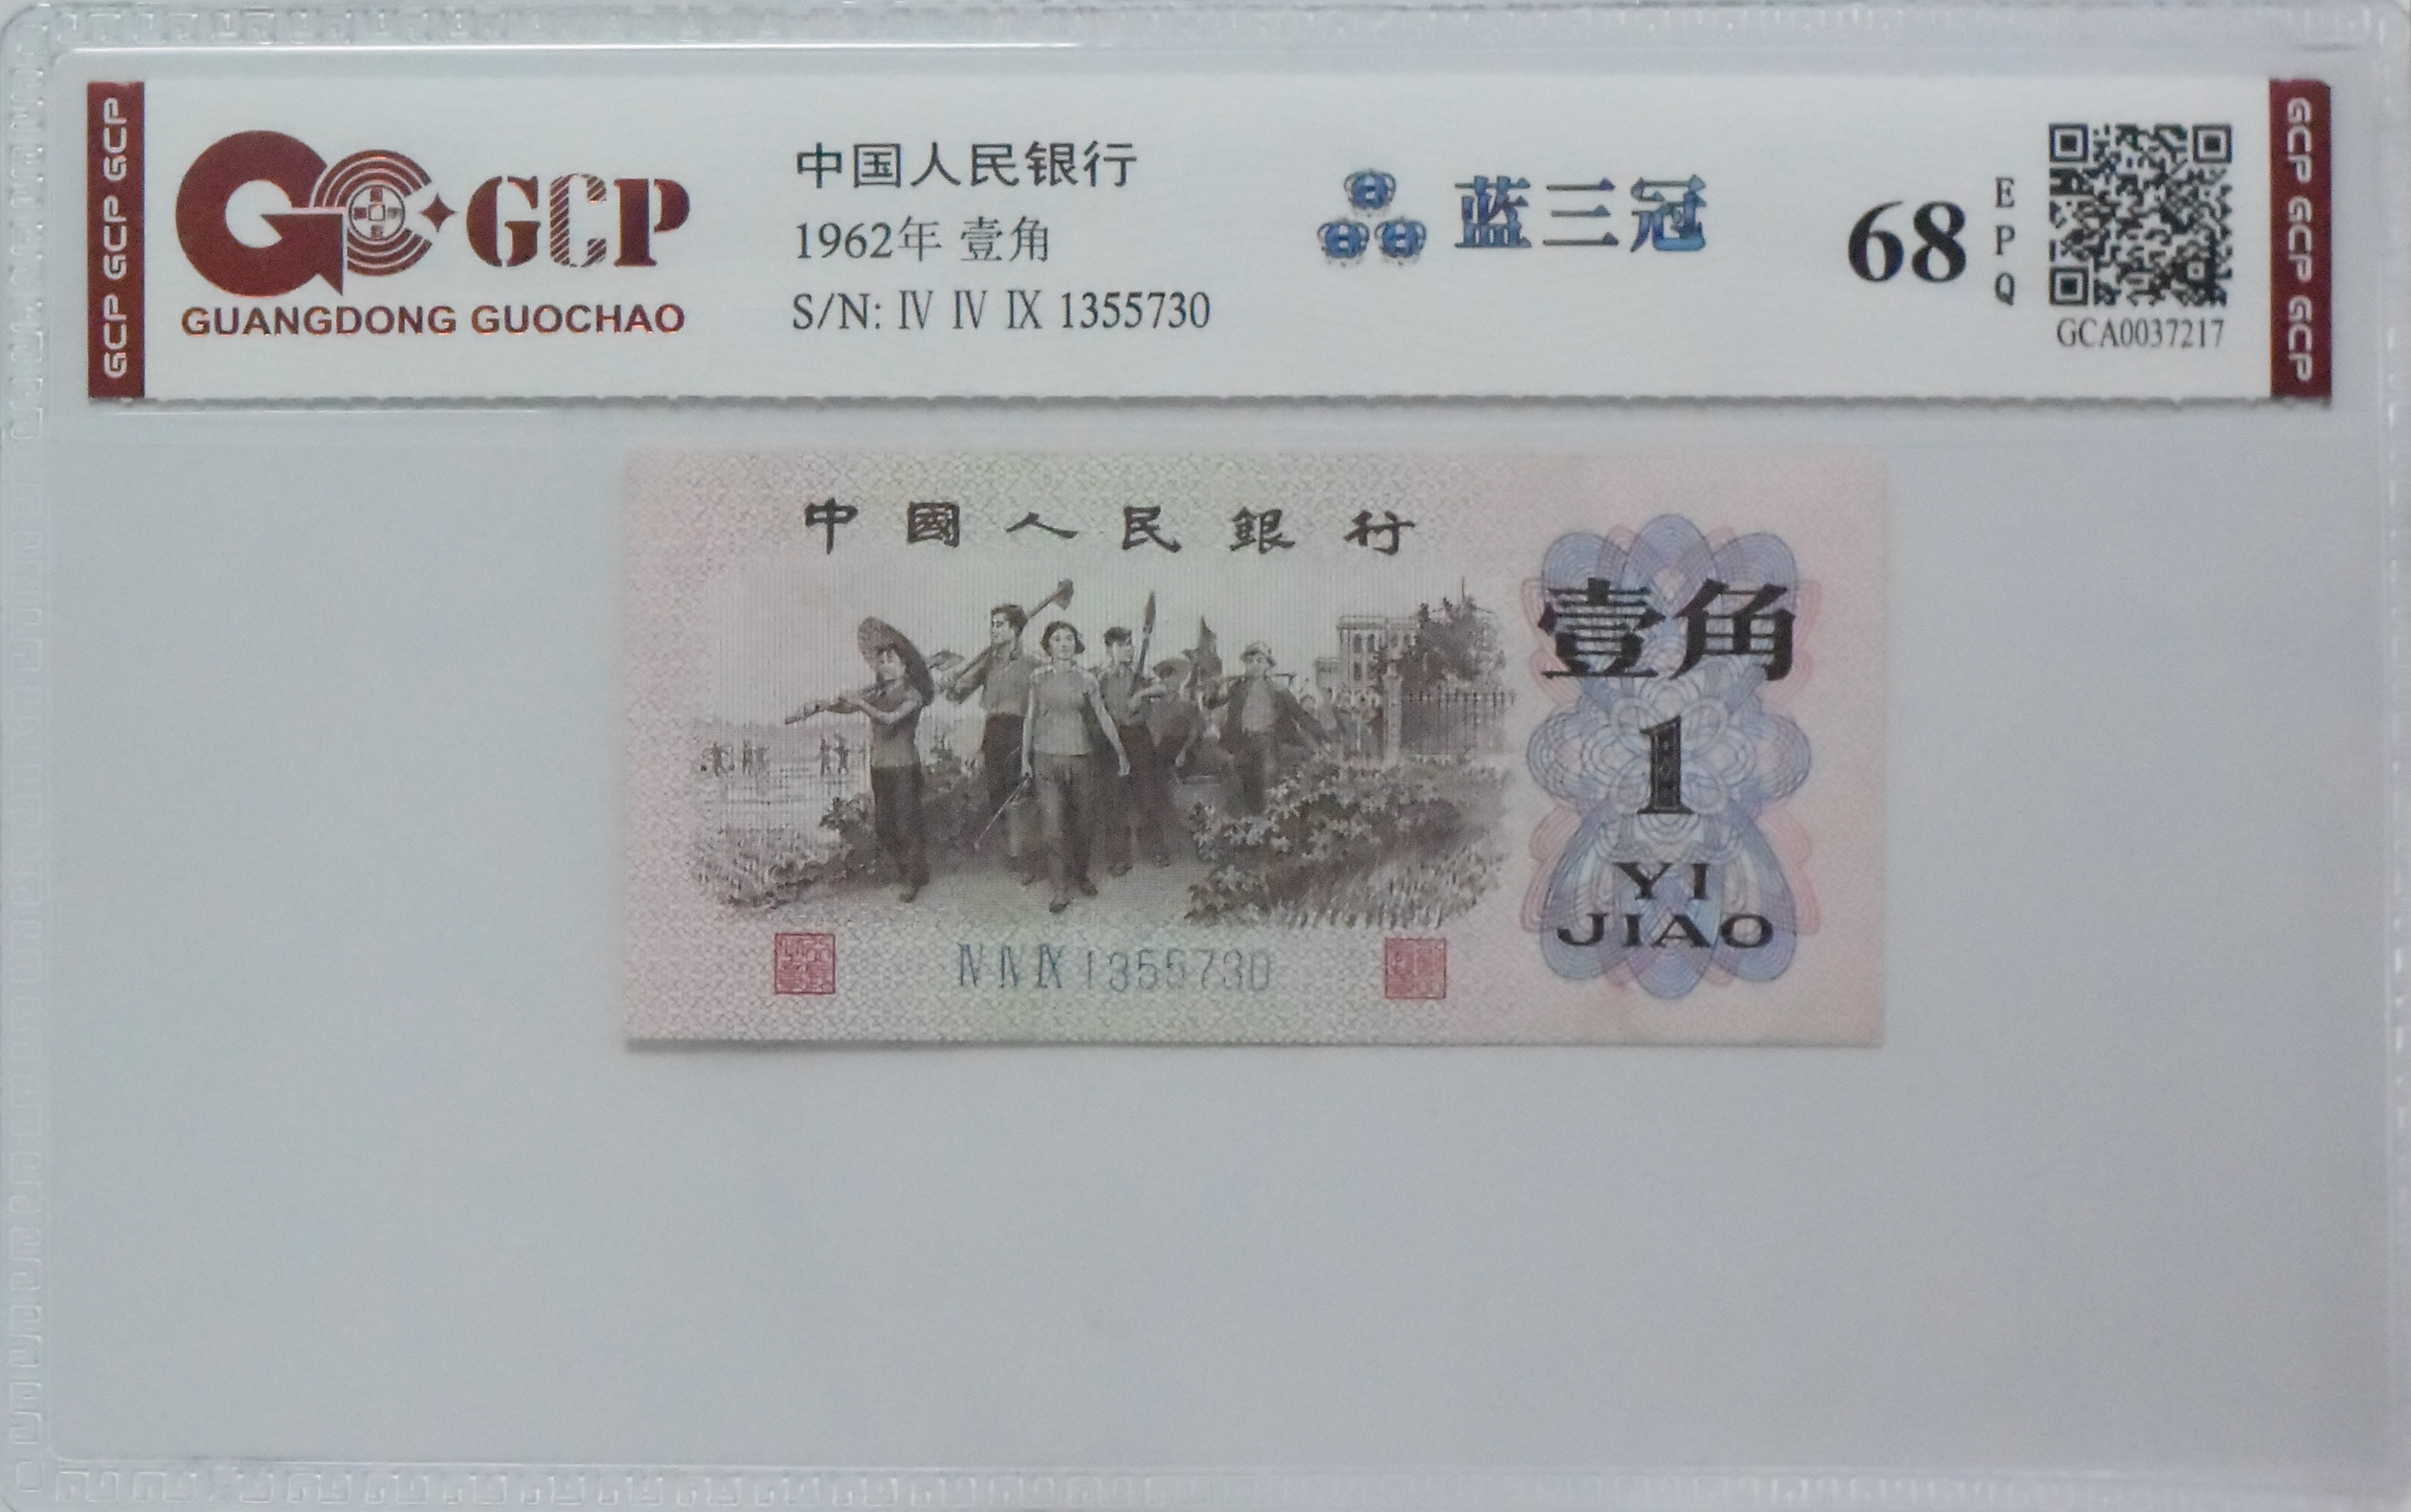 GCP GCP GCP
GCP
GUANGDONG GUOCHAO
中国人民银行
1962年 壹角
S/N: Ⅳ Ⅳ Ⅸ 1355730
蓝三冠
68
EPQ
GCA0037217
GCP GCP GCP
中國人民銀行
壹角
1
YI
JIAO
Ⅳ Ⅳ Ⅸ 1355730